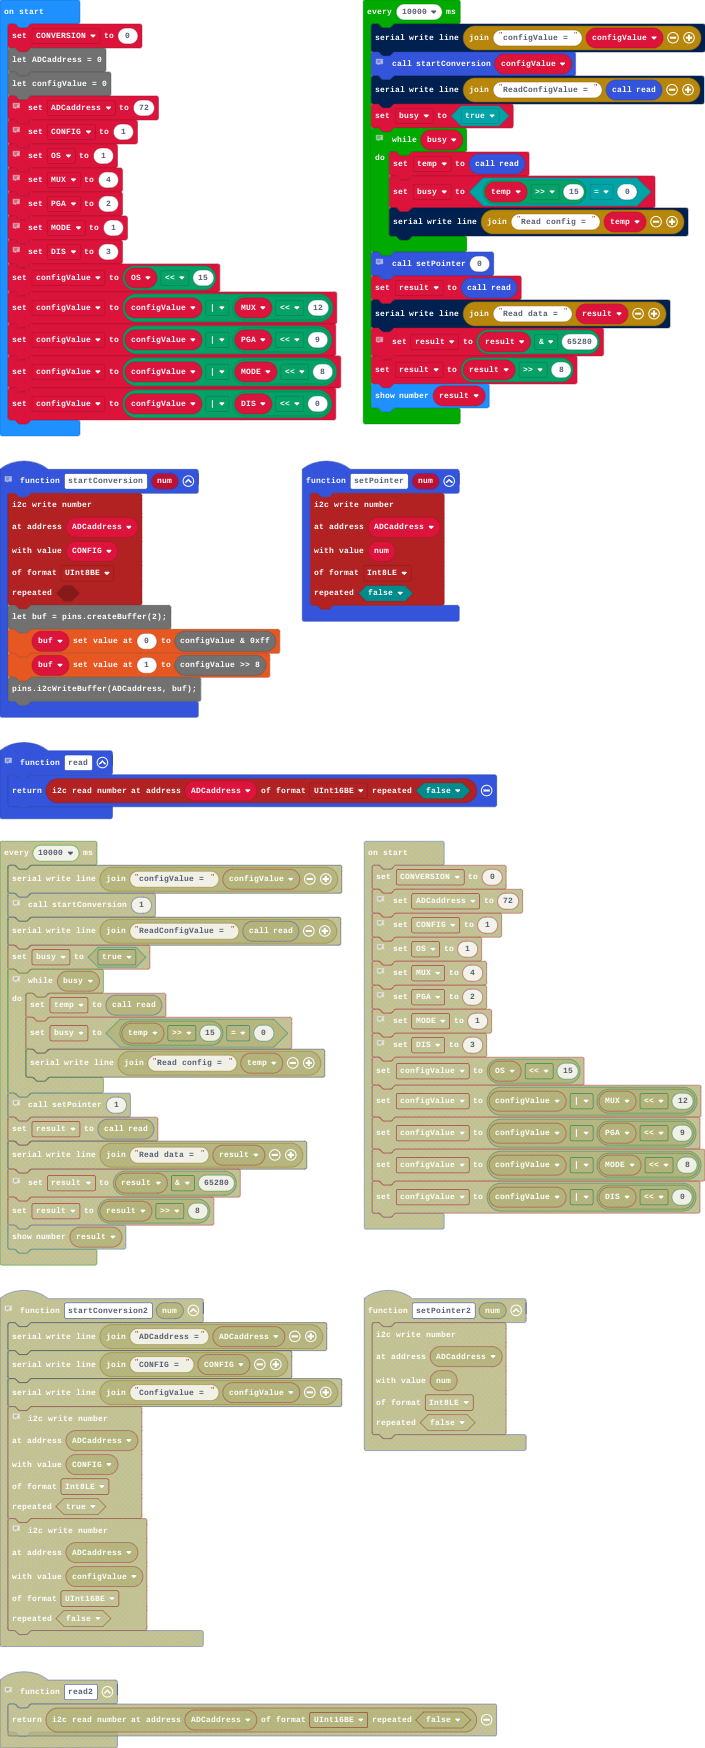 on start
set CONVERSION to 0
let ADCaddress = 0
let configValue = 0
set ADCaddress to 72
set CONFIG to 1
set OS to 1
set MUX to 4
set PGA to 2
set MODE to 1
set DIS to 3
set configValue to OS << 15
set configValue to configValue | MUX << 12
set configValue to configValue | PGA << 9
set configValue to configValue | MODE << 8
set configValue to configValue | DIS << 0
every 10000 ms
serial write line join "configValue = " configValue
call startConversion configValue
serial write line join "ReadConfigValue = " call read
set busy to true
while busy
do
set temp to call read
set busy to temp >> 15 = 0
serial write line join "Read config = " temp
call setPointer 0
set result to call read
serial write line join "Read data = " result
set result to result & 65280
set result to result >> 8
show number result
function startConversion num
i2c write number
at address ADCaddress
with value CONFIG
of format UInt8BE
repeated
let buf = pins.createBuffer(2);
buf set value at 0 to configValue & 0xff
buf set value at 1 to configValue >> 8
pins.i2cWriteBuffer(ADCaddress, buf);
function setPointer num
i2c write number
at address ADCaddress
with value num
of format Int8LE
repeated false
function read
return i2c read number at address ADCaddress of format UInt16BE repeated false
every 10000 ms
serial write line join "configValue = " configValue
call startConversion 1
serial write line join "ReadConfigValue = " call read
set busy to true
while busy
do
set temp to call read
set busy to temp >> 15 = 0
serial write line join "Read config = " temp
call setPointer 1
set result to call read
serial write line join "Read data = " result
set result to result & 65280
set result to result >> 8
show number result
on start
set CONVERSION to 0
set ADCaddress to 72
set CONFIG to 1
set OS to 1
set MUX to 4
set PGA to 2
set MODE to 1
set DIS to 3
set configValue to OS << 15
set configValue to configValue | MUX << 12
set configValue to configValue | PGA << 9
set configValue to configValue | MODE << 8
set configValue to configValue | DIS << 0
function startConversion2 num
serial write line join "ADCaddress =" ADCaddress
serial write line join "CONFIG = " CONFIG
serial write line join "ConfigValue = " configValue
i2c write number
at address ADCaddress
with value CONFIG
of format Int8LE
repeated true
i2c write number
at address ADCaddress
with value configValue
of format UInt16BE
repeated false
function setPointer2 num
i2c write number
at address ADCaddress
with value num
of format Int8LE
repeated false
function read2
return i2c read number at address ADCaddress of format UInt16BE repeated false